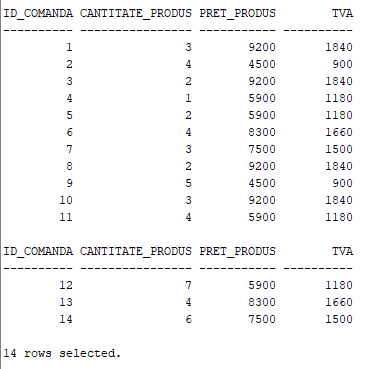 ID_COMANDA CANTITATE_PRODUS PRET_PRODUS        TVA
---------- ---------------- ----------- ----------
         1                3        9200       1840
         2                4        4500        900
         3                2        9200       1840
         4                1        5900       1180
         5                2        5900       1180
         6                4        8300       1660
         7                3        7500       1500
         8                2        9200       1840
         9                5        4500        900
        10                3        9200       1840
        11                4        5900       1180

ID_COMANDA CANTITATE_PRODUS PRET_PRODUS        TVA
---------- ---------------- ----------- ----------
        12                7        5900       1180
        13                4        8300       1660
        14                6        7500       1500

14 rows selected.